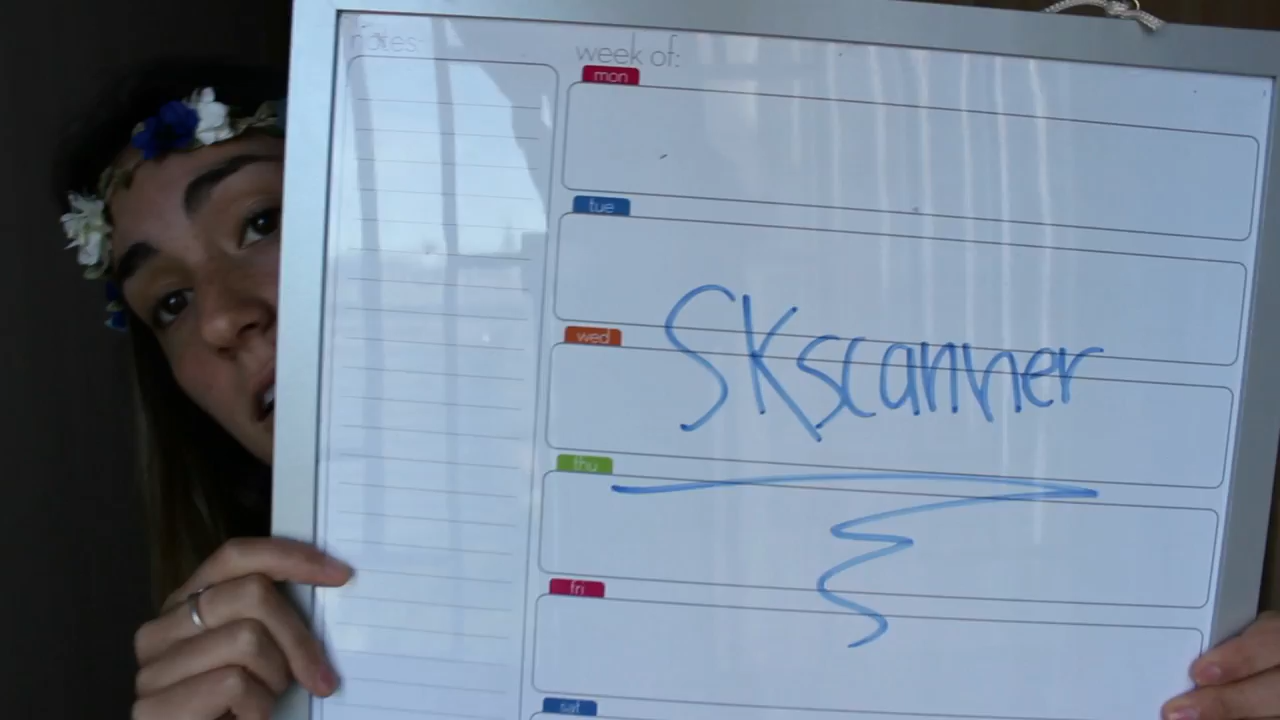 notes:
week of:
mon
tue
wed
SKscanner
thu
fri
sat